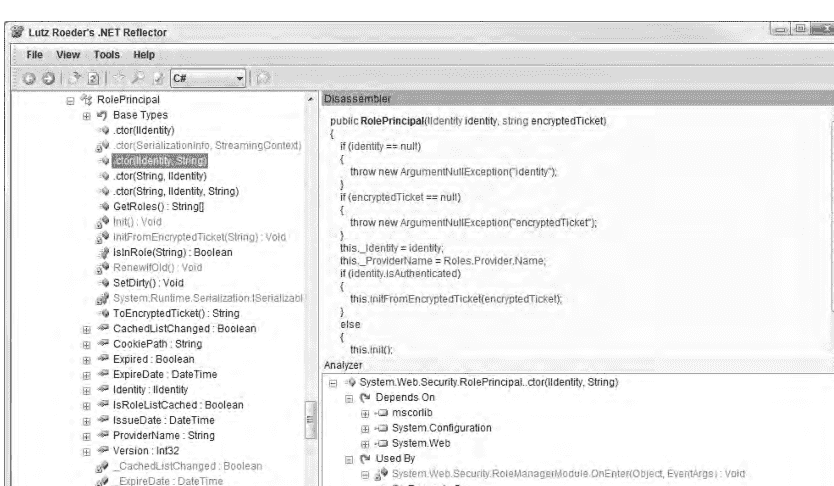 Lutz Roeder's .NET Reflector
File View Tools Help
C#
RolePrincipal
Base Types
.ctor(IIdentity)
.ctor(SerializationInfo, StreamingContext)
.ctor(IIdentity, String)
.ctor(String, IIdentity)
.ctor(String, IIdentity, String)
GetRoles() : String[]
Init() : Void
InitFromEncryptedTicket(String) : Void
IsInRole(String) : Boolean
RenewIfOld() : Void
SetDirty() : Void
System.Runtime.Serialization.ISerializabl
ToEncryptedTicket() : String
CachedListChanged : Boolean
CookiePath : String
Expired : Boolean
ExpireDate : DateTime
Identity : IIdentity
IsRoleListCached : Boolean
IssueDate : DateTime
ProviderName : String
Version : Int32
_CachedListChanged : Boolean
_ExpireDate : DateTime
Disassembler
public RolePrincipal(IIdentity identity, string encryptedTicket)
{
if (identity == null)
{
throw new ArgumentNullException("identity");
}
if (encryptedTicket == null)
{
throw new ArgumentNullException("encryptedTicket");
}
this._Identity = identity;
this._ProviderName = Roles.Provider.Name;
if (identity.IsAuthenticated)
{
this.InitFromEncryptedTicket(encryptedTicket);
}
else
{
this.Init();
Analyzer
System.Web.Security.RolePrincipal..ctor(IIdentity, String)
Depends On
mscorlib
System.Configuration
System.Web
Used By
System.Web.Security.RoleManagerModule.OnEnter(Object, EventArgs) : Void